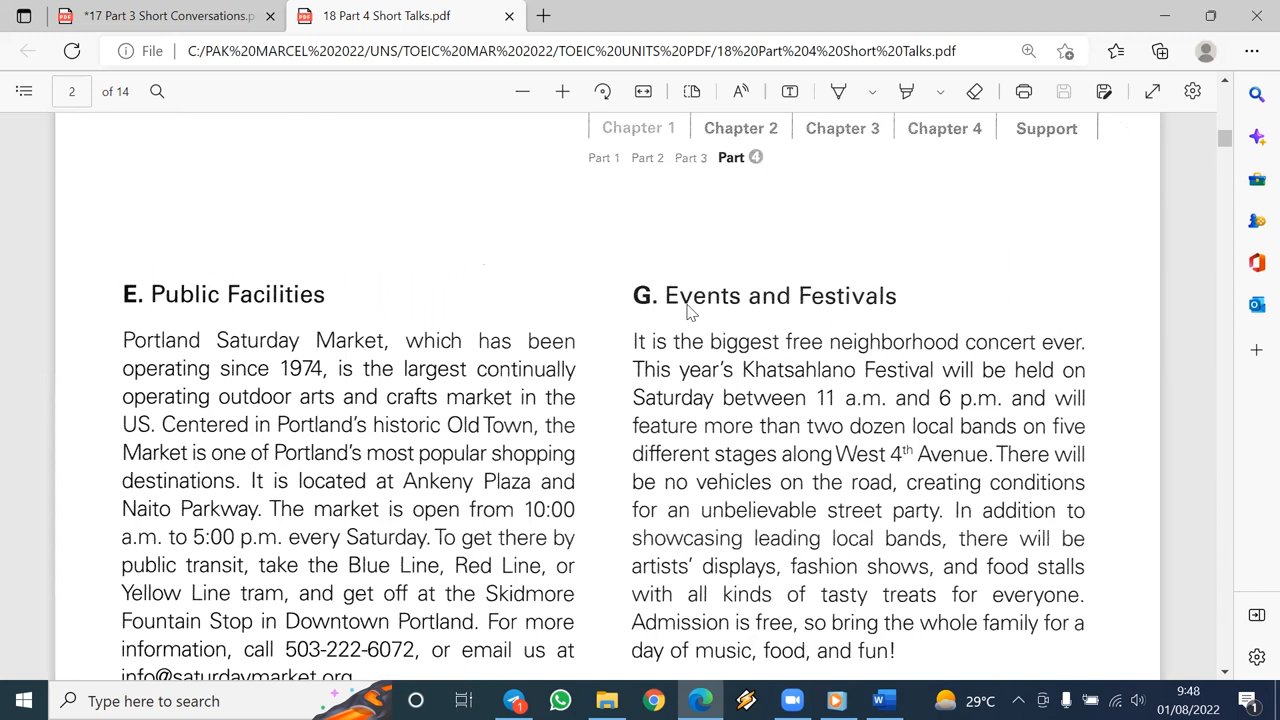 *17 Part 3 Short Conversations.p
18 Part 4 Short Talks.pdf
File
C:/PAK%20MARCEL%202022/UNS/TOEIC%20MAR%202022/TOEIC%20UNITS%20PDF/18%20Part%204%20Short%20Talks.pdf
2 of 14
Chapter 1 Chapter 2 Chapter 3 Chapter 4 Support
Part 1 Part 2 Part 3 Part 4
E. Public Facilities
Portland Saturday Market, which has been
operating since 1974, is the largest continually
operating outdoor arts and crafts market in the
US. Centered in Portland's historic Old Town, the
Market is one of Portland's most popular shopping
destinations. It is located at Ankeny Plaza and
Naito Parkway. The market is open from 10:00
a.m. to 5:00 p.m. every Saturday. To get there by
public transit, take the Blue Line, Red Line, or
Yellow Line tram, and get off at the Skidmore
Fountain Stop in Downtown Portland. For more
information, call 503-222-6072, or email us at
info@saturdaymarket.org
G. Events and Festivals
It is the biggest free neighborhood concert ever.
This year's Khatsahlano Festival will be held on
Saturday between 11 a.m. and 6 p.m. and will
feature more than two dozen local bands on five
different stages along West 4th Avenue. There will
be no vehicles on the road, creating conditions
for an unbelievable street party. In addition to
showcasing leading local bands, there will be
artists' displays, fashion shows, and food stalls
with all kinds of tasty treats for everyone.
Admission is free, so bring the whole family for a
day of music, food, and fun!
Type here to search
29°C
9:48
01/08/2022